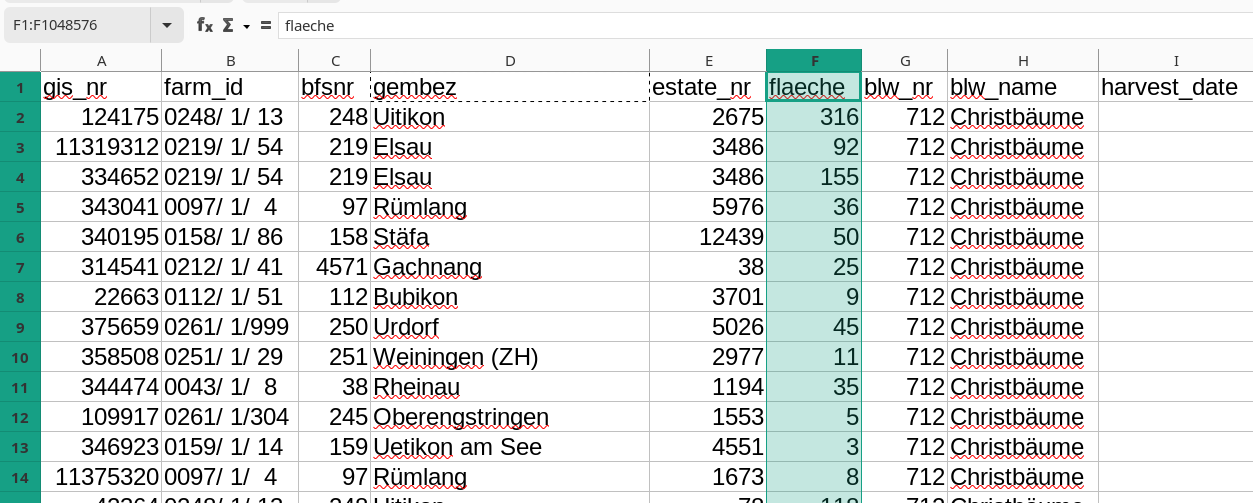 F1:F1048576 fx Σ = flaeche
A B C D E F G H I
1 gis_nr farm_id bfsnr gembez estate_nr flaeche blw_nr blw_name harvest_date
2 124175 0248/ 1/ 13 248 Uitikon 2675 316 712 Christbäume
3 11319312 0219/ 1/ 54 219 Elsau 3486 92 712 Christbäume
4 334652 0219/ 1/ 54 219 Elsau 3486 155 712 Christbäume
5 343041 0097/ 1/  4 97 Rümlang 5976 36 712 Christbäume
6 340195 0158/ 1/ 86 158 Stäfa 12439 50 712 Christbäume
7 314541 0212/ 1/ 41 4571 Gachnang 38 25 712 Christbäume
8 22663 0112/ 1/ 51 112 Bubikon 3701 9 712 Christbäume
9 375659 0261/ 1/999 250 Urdorf 5026 45 712 Christbäume
10 358508 0251/ 1/ 29 251 Weiningen (ZH) 2977 11 712 Christbäume
11 344474 0043/ 1/  8 38 Rheinau 1194 35 712 Christbäume
12 109917 0261/ 1/304 245 Oberengstringen 1553 5 712 Christbäume
13 346923 0159/ 1/ 14 159 Uetikon am See 4551 3 712 Christbäume
14 11375320 0097/ 1/  4 97 Rümlang 1673 8 712 Christbäume